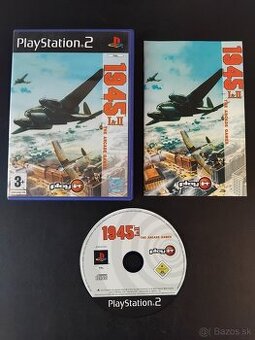 PlayStation 2
1945 I&II
THE ARCADE GAMES
3+
1945 I&II
THE ARCADE GAMES
1945 I&II
THE ARCADE GAMES
PlayStation 2
Bazos.sk